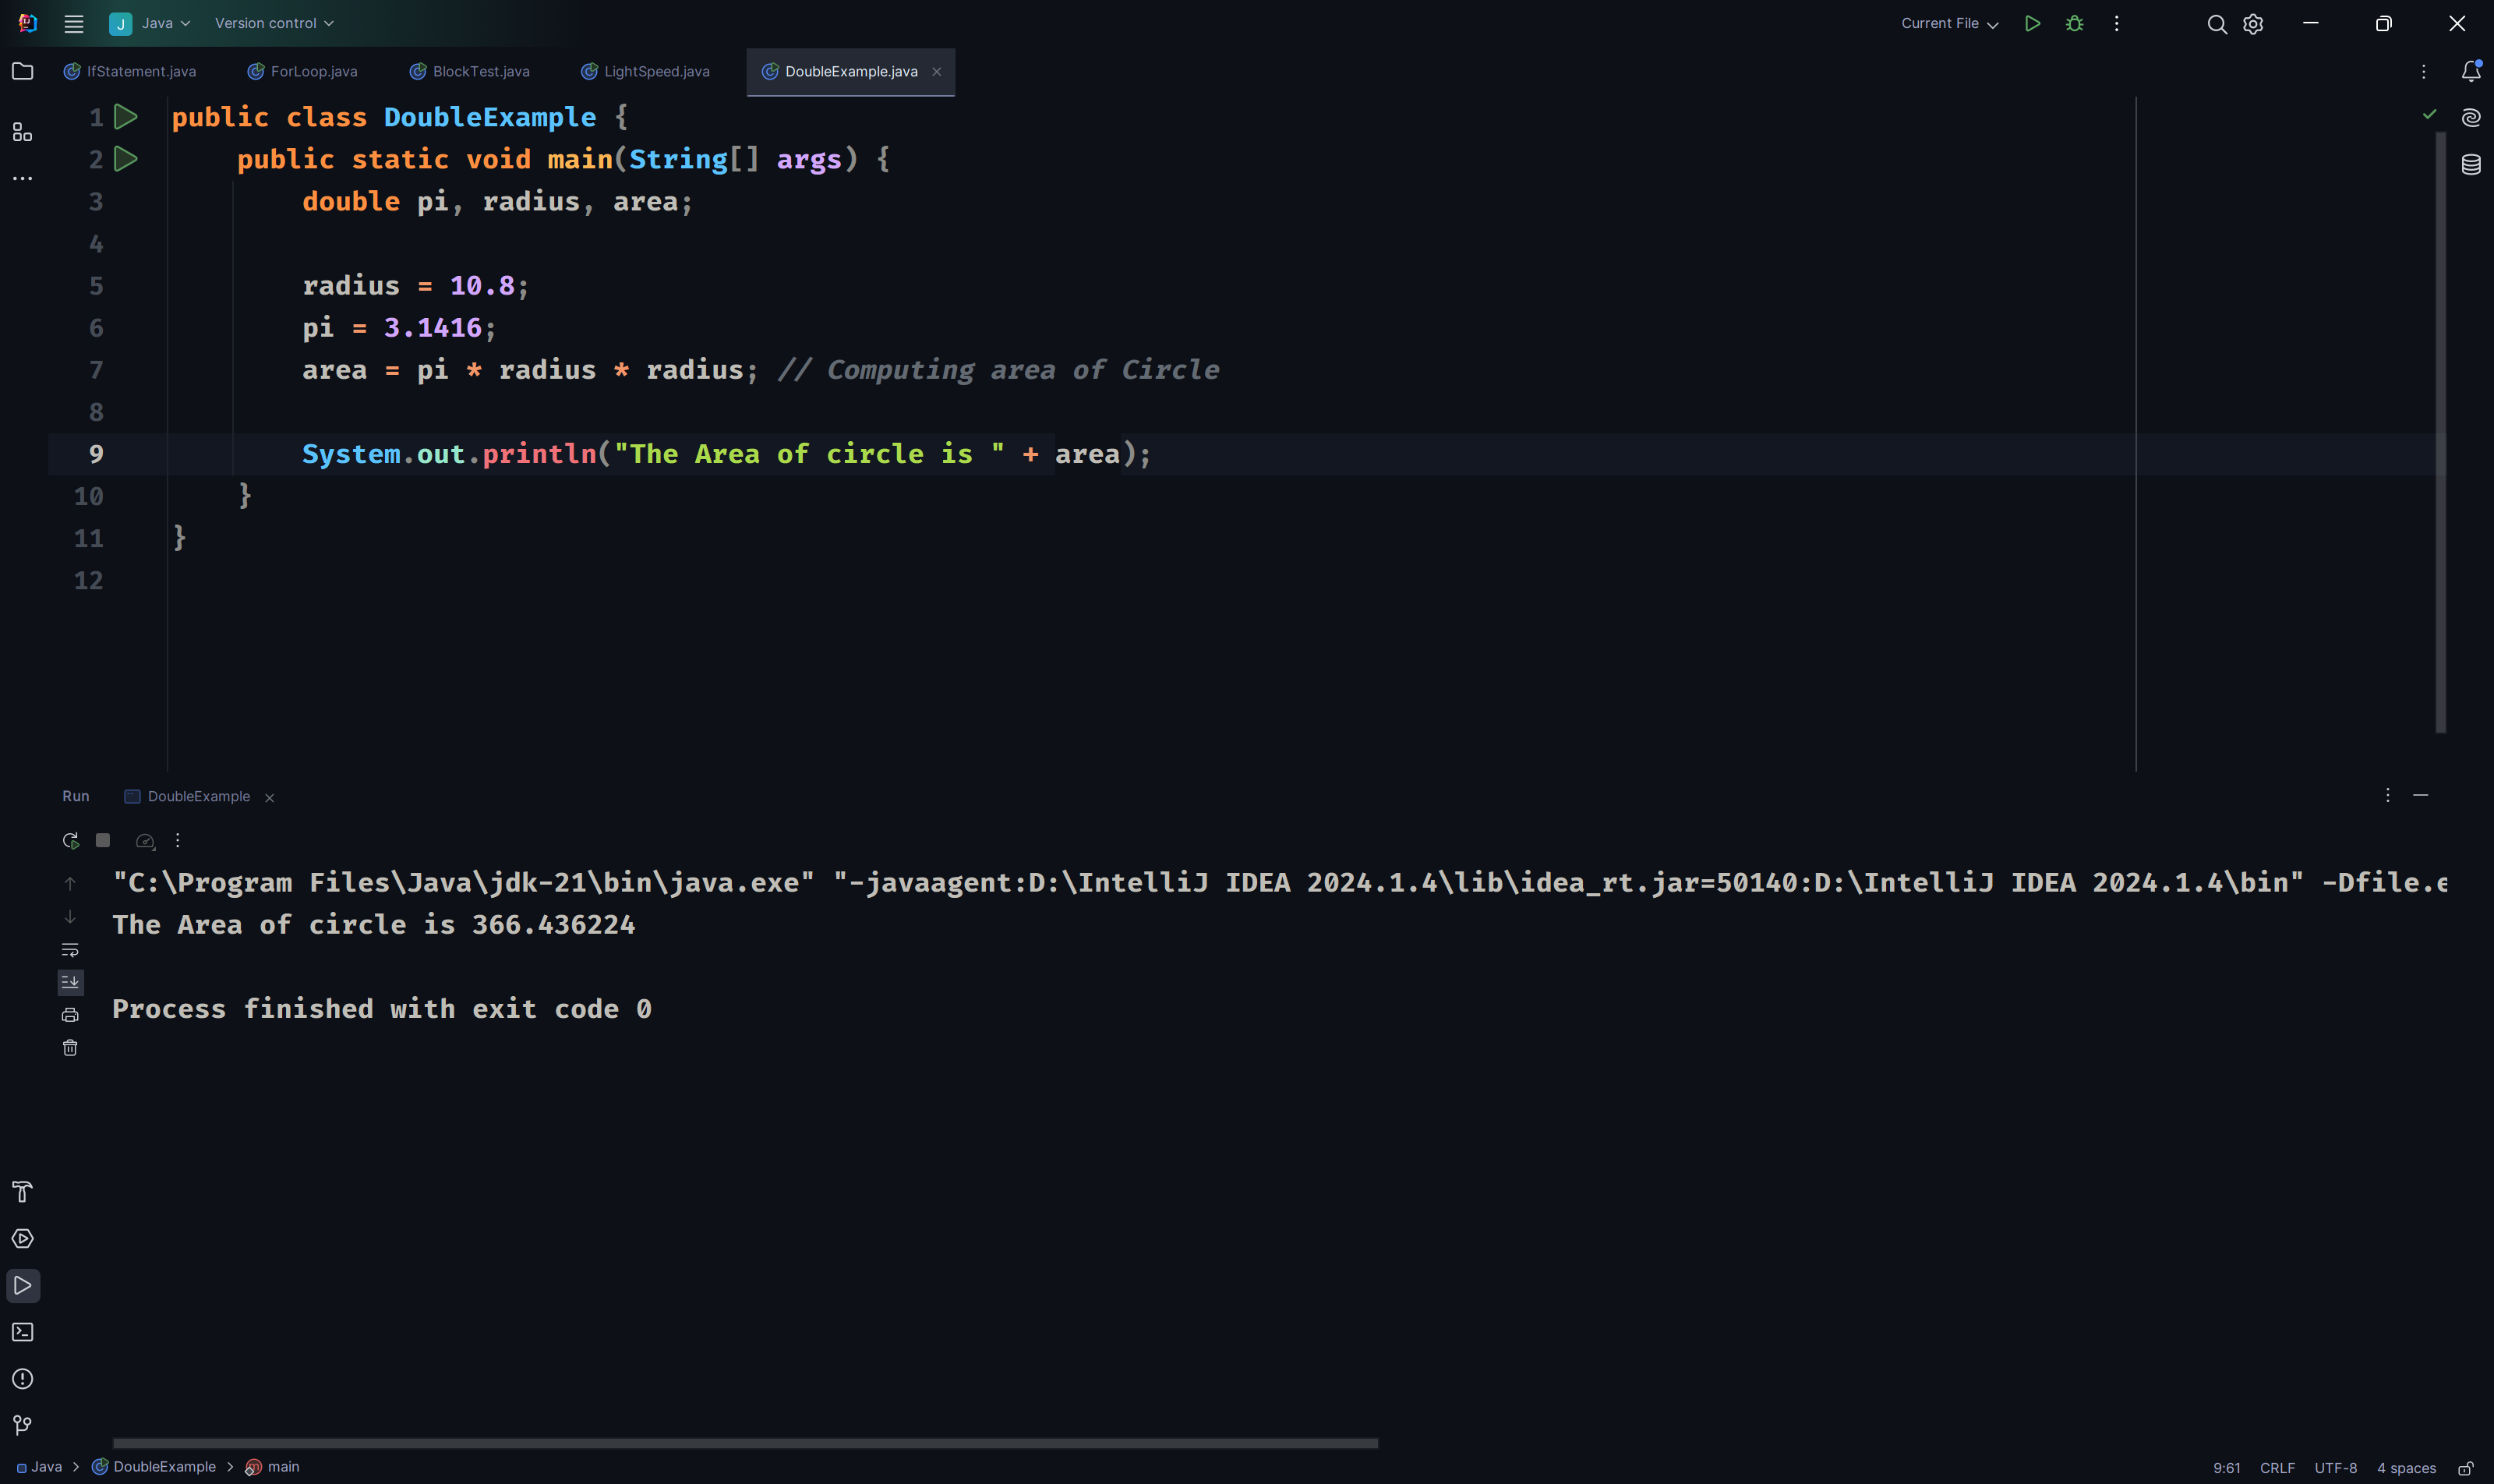 J Java Version control Current File
IfStatement.java ForLoop.java BlockTest.java LightSpeed.java DoubleExample.java
1 public class DoubleExample {
2 public static void main(String[] args) {
3 double pi, radius, area;
4
5 radius = 10.8;
6 pi = 3.1416;
7 area = pi * radius * radius; // Computing area of Circle
8
9 System.out.println("The Area of circle is " + area);
10 }
11 }
12
Run DoubleExample
"C:\Program Files\Java\jdk-21\bin\java.exe" "-javaagent:D:\IntelliJ IDEA 2024.1.4\lib\idea_rt.jar=50140:D:\IntelliJ IDEA 2024.1.4\bin" -Dfile.e
The Area of circle is 366.436224
Process finished with exit code 0
Java > DoubleExample > m main 9:61 CRLF UTF-8 4 spaces